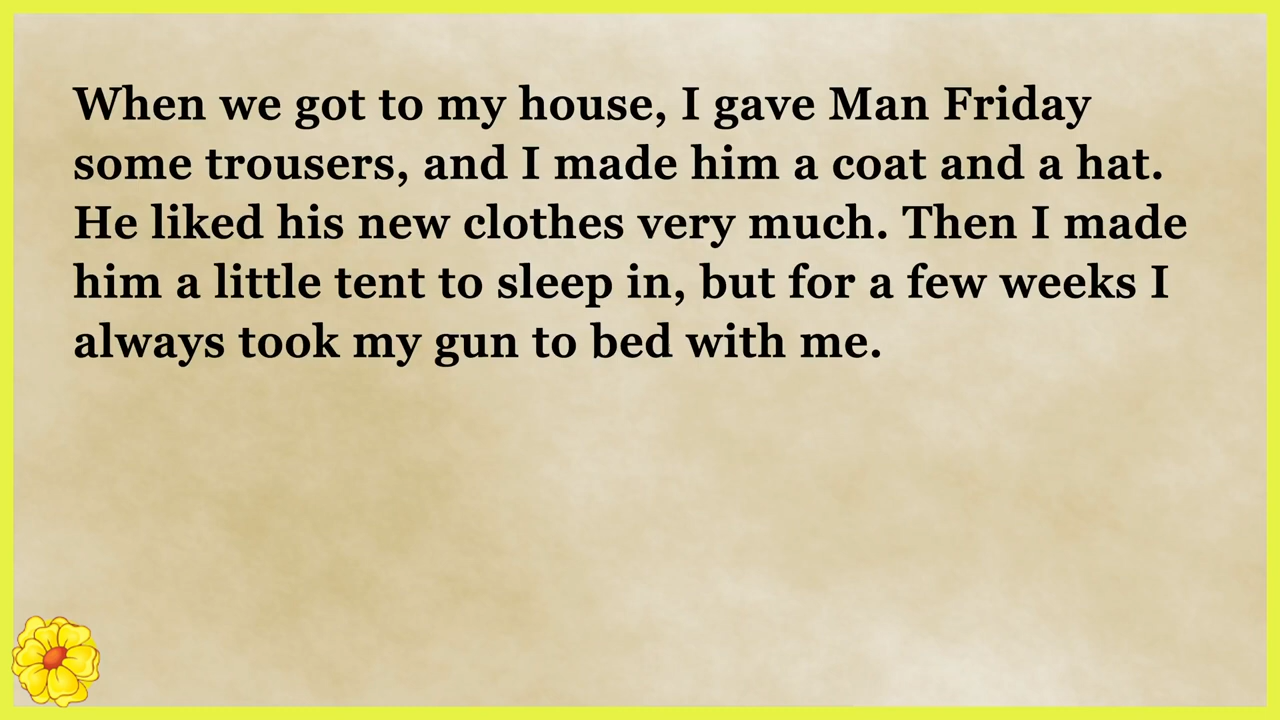 When we got to my house, I gave Man Friday
some trousers, and I made him a coat and a hat.
He liked his new clothes very much. Then I made
him a little tent to sleep in, but for a few weeks I
always took my gun to bed with me.